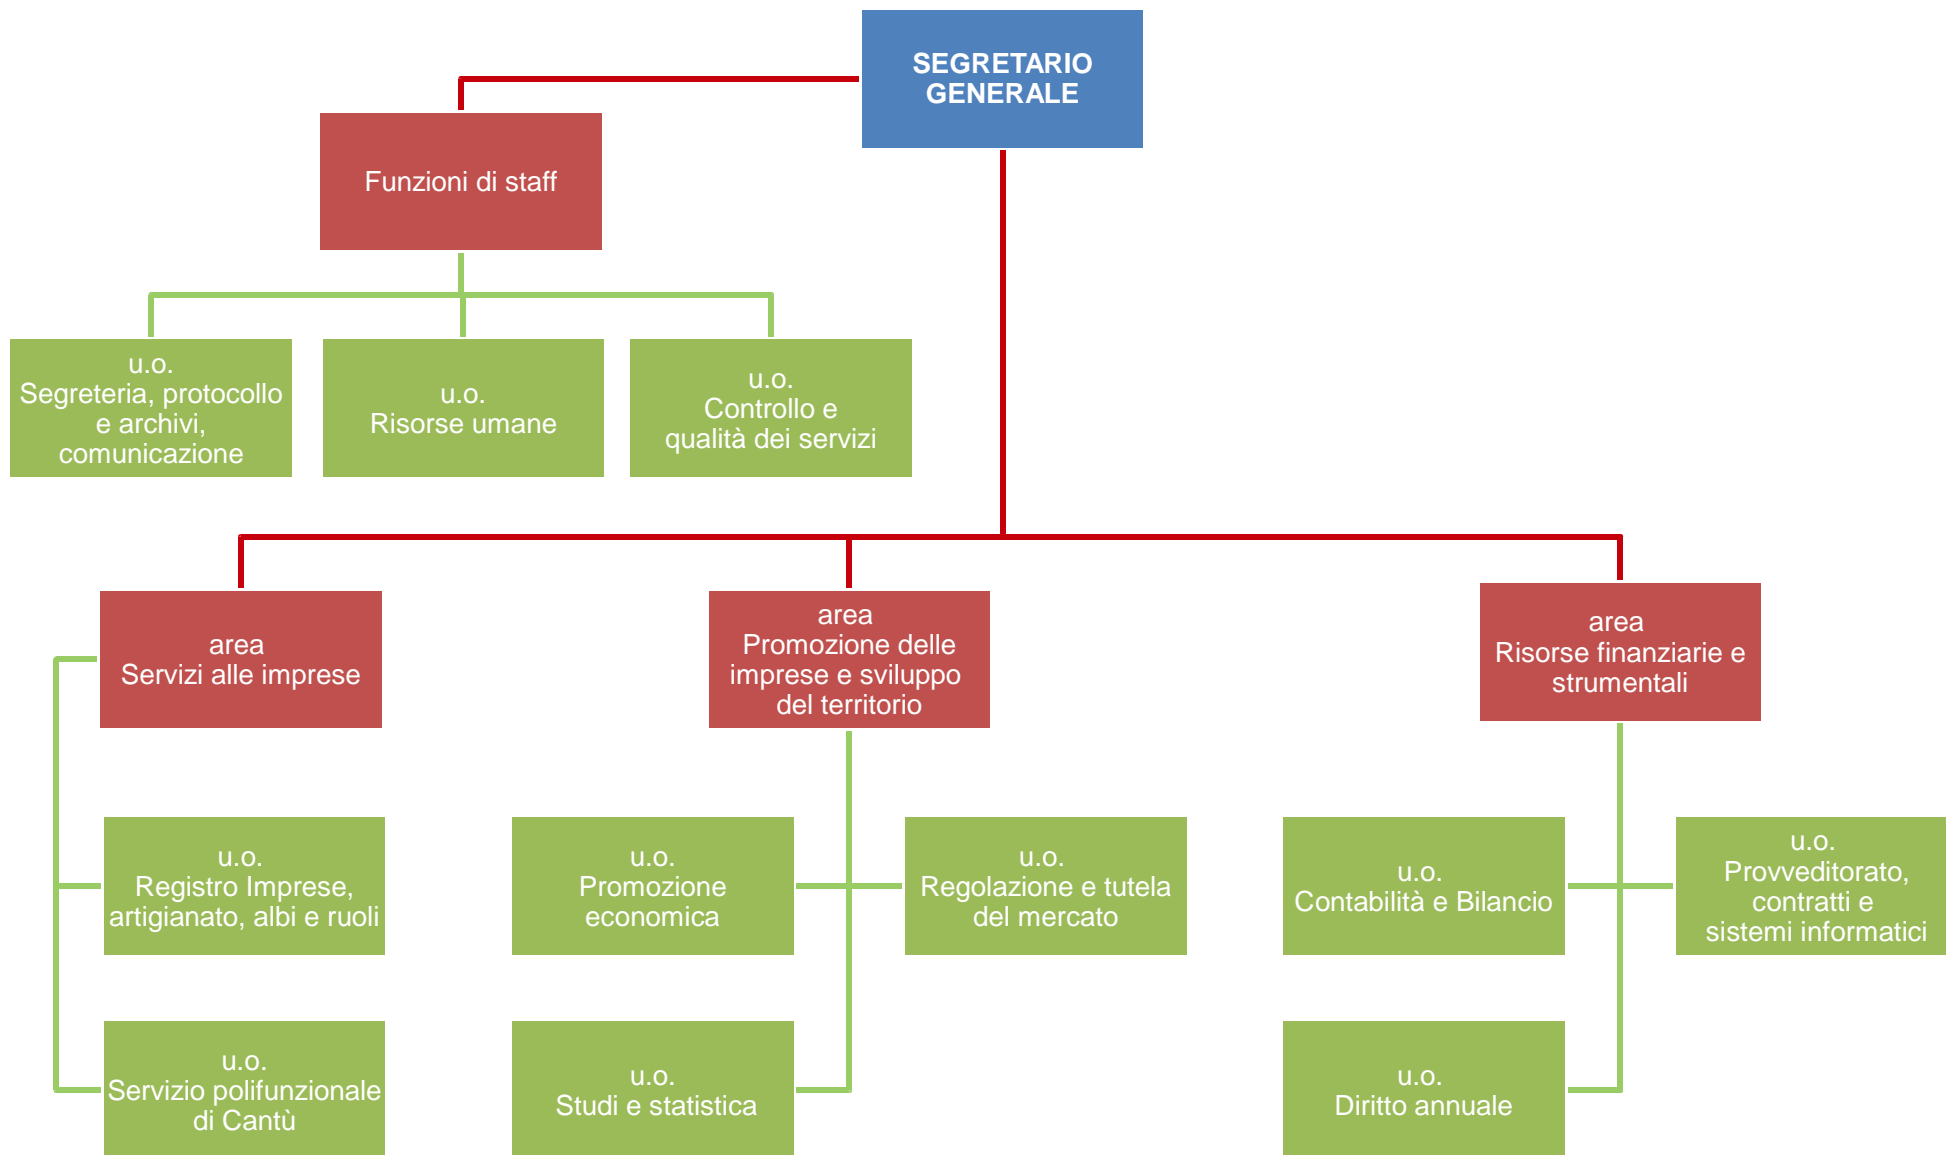 SEGRETARIO
GENERALE
Funzioni di staff
u.o.
Segreteria, protocollo
e archivi,
comunicazione
u.o.
Risorse umane
u.o.
Controllo e
qualità dei servizi
area
Servizi alle imprese
area
Promozione delle
imprese e sviluppo
del territorio
area
Risorse finanziarie e
strumentali
u.o.
Registro Imprese,
artigianato, albi e ruoli
u.o.
Promozione
economica
u.o.
Regolazione e tutela
del mercato
u.o.
Contabilità e Bilancio
u.o.
Provveditorato,
contratti e
sistemi informatici
u.o.
Servizio polifunzionale
di Cantù
u.o.
Studi e statistica
u.o.
Diritto annuale